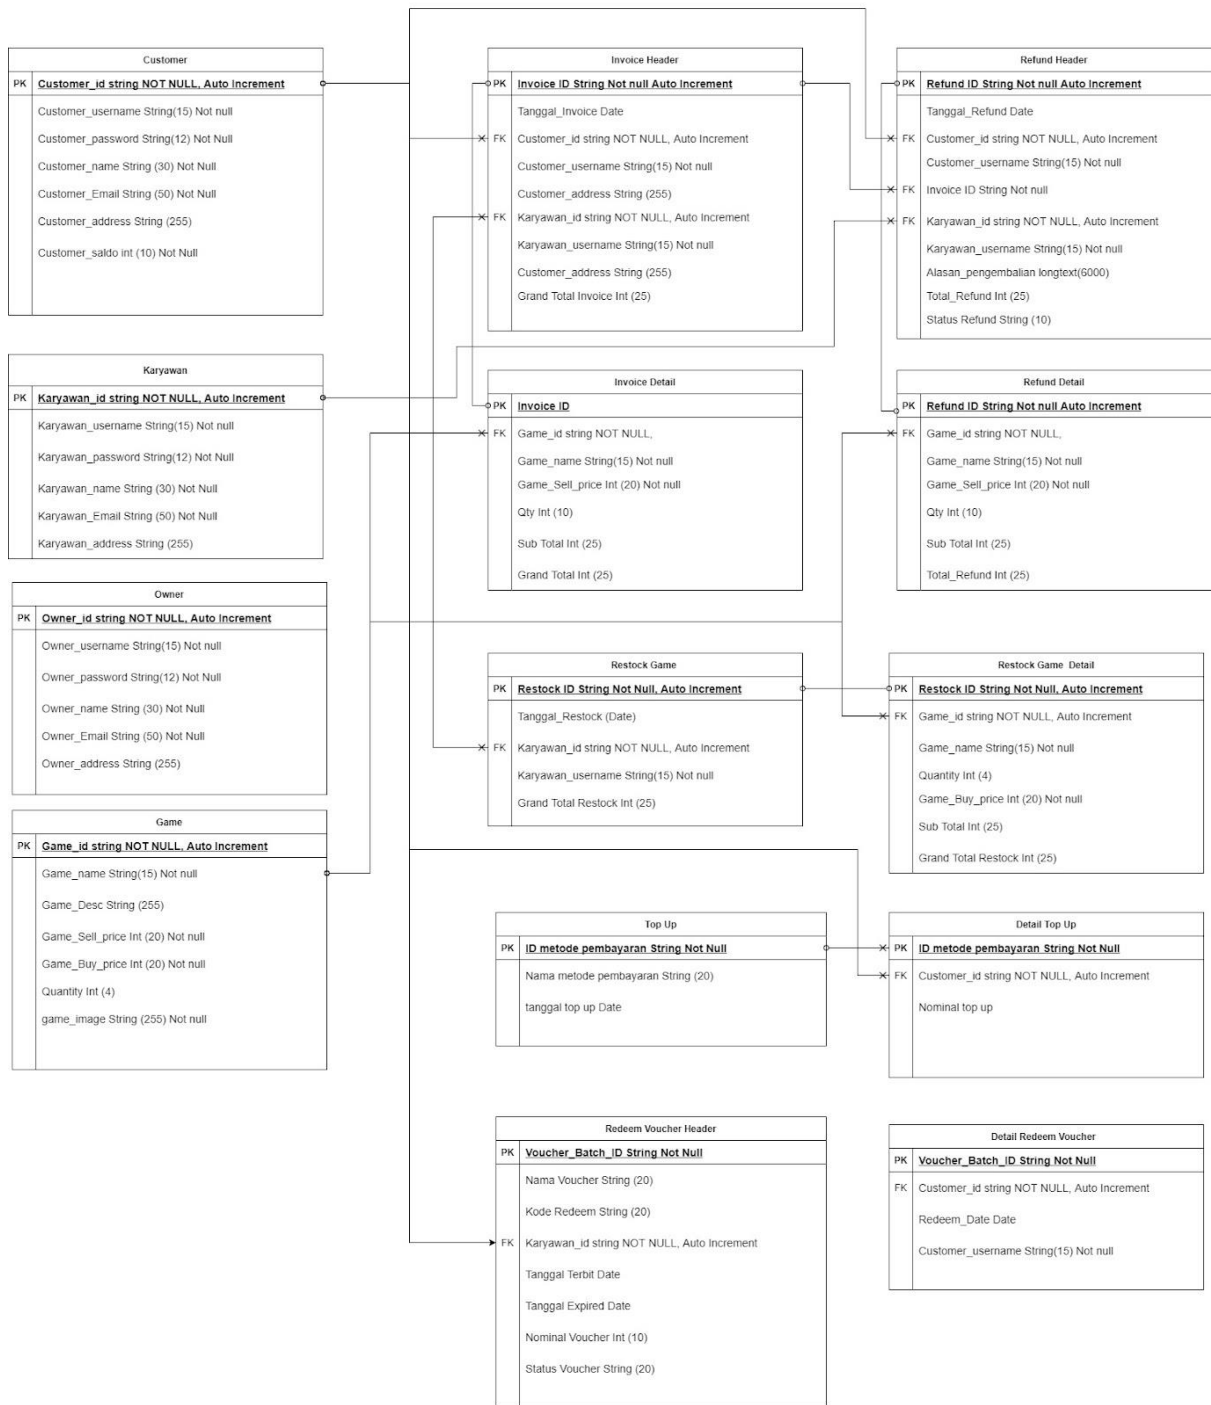 Customer
PK Customer_id string NOT NULL, Auto Increment
Customer_username String(15) Not null
Customer_password String(12) Not Null
Customer_name String (30) Not Null
Customer_Email String (50) Not Null
Customer_address String (255)
Customer_saldo int (10) Not Null
Karyawan
PK Karyawan_id string NOT NULL, Auto Increment
Karyawan_username String(15) Not null
Karyawan_password String(12) Not Null
Karyawan_name String (30) Not Null
Karyawan_Email String (50) Not Null
Karyawan_address String (255)
Owner
PK Owner_id string NOT NULL, Auto Increment
Owner_username String(15) Not null
Owner_password String(12) Not Null
Owner_name String (30) Not Null
Owner_Email String (50) Not Null
Owner_address String (255)
Game
PK Game_id string NOT NULL, Auto Increment
Game_name String(15) Not null
Game_Desc String (255)
Game_Sell_price Int (20) Not null
Game_Buy_price Int (20) Not null
Quantity Int (4)
game_image String (255) Not null
Invoice Header
PK Invoice ID String Not null Auto Increment
Tanggal_Invoice Date
FK Customer_id string NOT NULL, Auto Increment
Customer_username String(15) Not null
Customer_address String (255)
FK Karyawan_id string NOT NULL, Auto Increment
Karyawan_username String(15) Not null
Customer_address String (255)
Grand Total Invoice Int (25)
Invoice Detail
PK Invoice ID
FK Game_id string NOT NULL,
Game_name String(15) Not null
Game_Sell_price Int (20) Not null
Qty Int (10)
Sub Total Int (25)
Grand Total Int (25)
Restock Game
PK Restock ID String Not Null, Auto Increment
Tanggal_Restock (Date)
FK Karyawan_id string NOT NULL, Auto Increment
Karyawan_username String(15) Not null
Grand Total Restock Int (25)
Top Up
PK ID metode pembayaran String Not Null
Nama metode pembayaran String (20)
tanggal top up Date
Redeem Voucher Header
PK Voucher_Batch_ID String Not Null
Nama Voucher String (20)
Kode Redeem String (20)
FK Karyawan_id string NOT NULL, Auto Increment
Tanggal Terbit Date
Tanggal Expired Date
Nominal Voucher Int (10)
Status Voucher String (20)
Refund Header
PK Refund ID String Not null Auto Increment
Tanggal_Refund Date
FK Customer_id string NOT NULL, Auto Increment
Customer_username String(15) Not null
FK Invoice ID String Not null
FK Karyawan_id string NOT NULL, Auto Increment
Karyawan_username String(15) Not null
Alasan_pengembalian longtext(6000)
Total_Refund Int (25)
Status Refund String (10)
Refund Detail
PK Refund ID String Not null Auto Increment
FK Game_id string NOT NULL,
Game_name String(15) Not null
Game_Sell_price Int (20) Not null
Qty Int (10)
Sub Total Int (25)
Total_Refund Int (25)
Restock Game Detail
PK Restock ID String Not Null, Auto Increment
FK Game_id string NOT NULL, Auto Increment
Game_name String(15) Not null
Quantity Int (4)
Game_Buy_price Int (20) Not null
Sub Total Int (25)
Grand Total Restock Int (25)
Detail Top Up
PK ID metode pembayaran String Not Null
FK Customer_id string NOT NULL, Auto Increment
Nominal top up
Detail Redeem Voucher
PK Voucher_Batch_ID String Not Null
FK Customer_id string NOT NULL, Auto Increment
Redeem_Date Date
Customer_username String(15) Not null